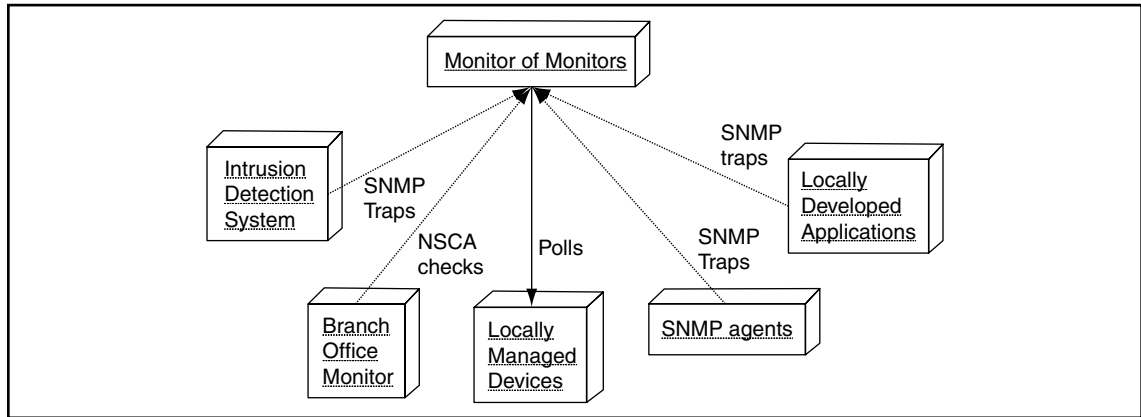 Monitor of Monitors
SNMP
traps
Intrusion
Detection
System
SNMP
Traps
Locally
Developed
Applications
NSCA
checks
Polls
SNMP
Traps
Branch
Office
Monitor
Locally
Managed
Devices
SNMP agents